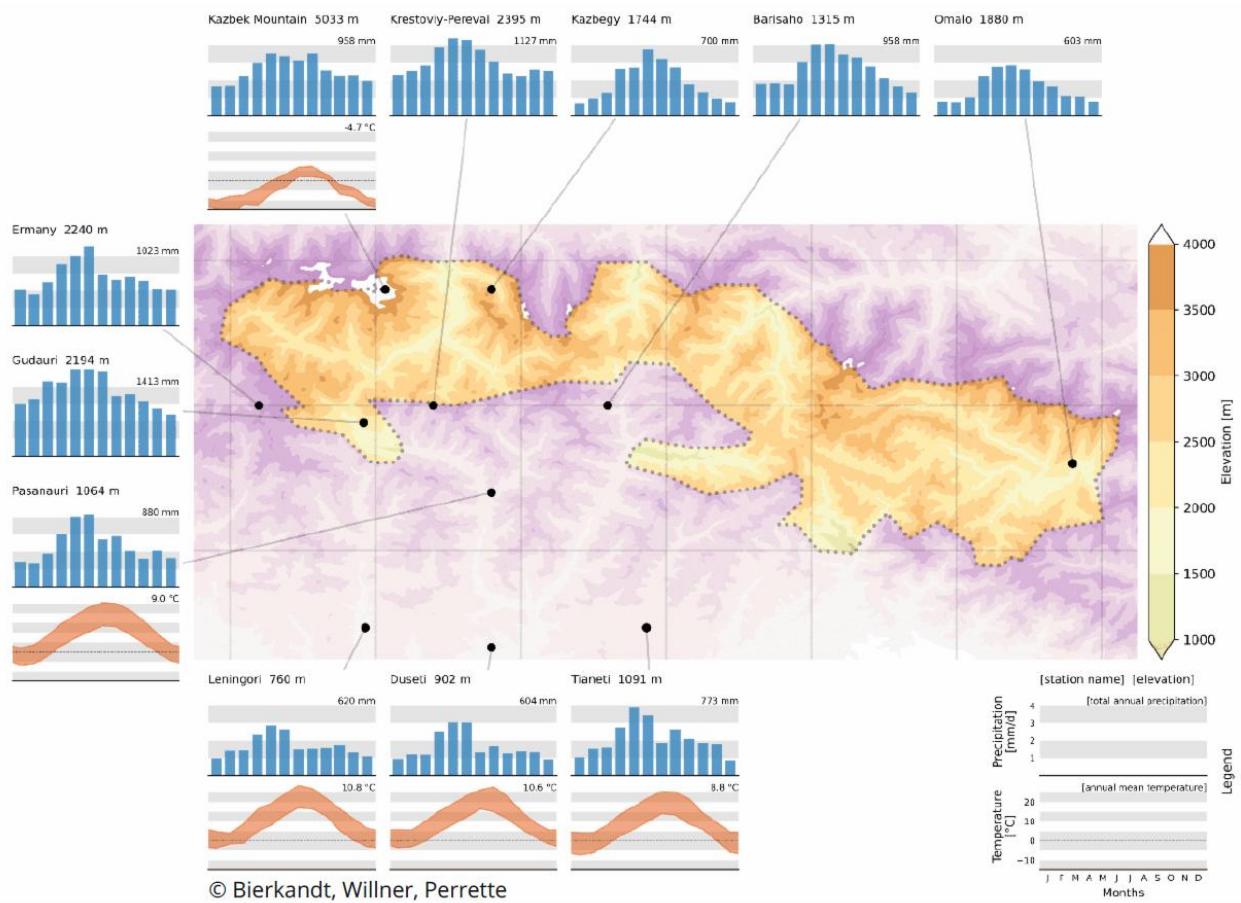 Kazbek Mountain 5033 m
958 mm
-4.7 °C
Krestoviy-Pereval 2395 m
1127 mm
Kazbegy 1744 m
700 mm
Barisaho 1315 m
958 mm
Omalo 1880 m
603 mm
Ermany 2240 m
1023 mm
Gudauri 2194 m
1413 mm
Pasanauri 1064 m
880 mm
9.0 °C
4000
3500
3000
2500
2000
1500
1000
Elevation [m]
Leningori 760 m
620 mm
10.8 °C
Duseti 902 m
604 mm
10.6 °C
Tianeti 1091 m
773 mm
8.8 °C
[station name] [elevation]
[total annual precipitation]
Precipitation
[mm/d]
4
3
2
1
[annual mean temperature]
Temperature
[°C]
20
10
0
−10
J F M A M J J A S O N D
Months
Legend
© Bierkandt, Willner, Perrette